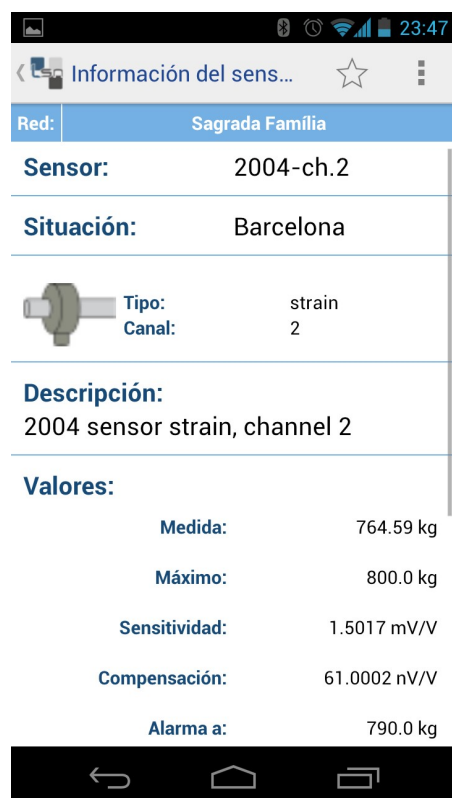 23:47
Información del sens...
Red: Sagrada Família
Sensor: 2004-ch.2
Situación: Barcelona
Tipo: strain
Canal: 2
Descripción:
2004 sensor strain, channel 2
Valores:
Medida: 764.59 kg
Máximo: 800.0 kg
Sensitividad: 1.5017 mV/V
Compensación: 61.0002 nV/V
Alarma a: 790.0 kg